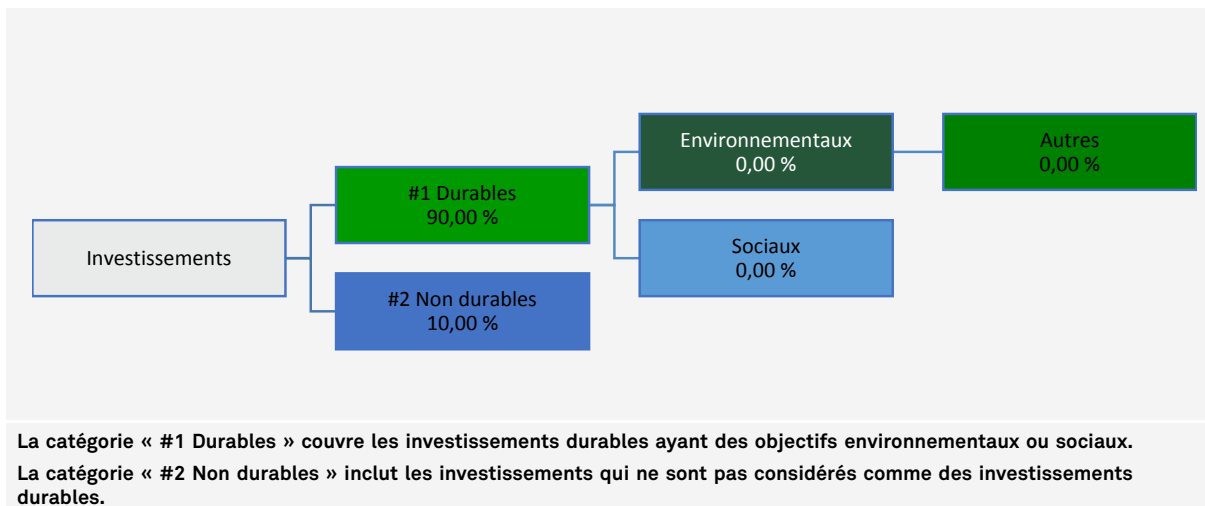 Environnementaux
0,00 %
Autres
0,00 %
#1 Durables
90,00 %
Investissements
Sociaux
0,00 %
#2 Non durables
10,00 %
La catégorie « #1 Durables » couvre les investissements durables ayant des objectifs environnementaux ou sociaux.
La catégorie « #2 Non durables » inclut les investissements qui ne sont pas considérés comme des investissements
durables.